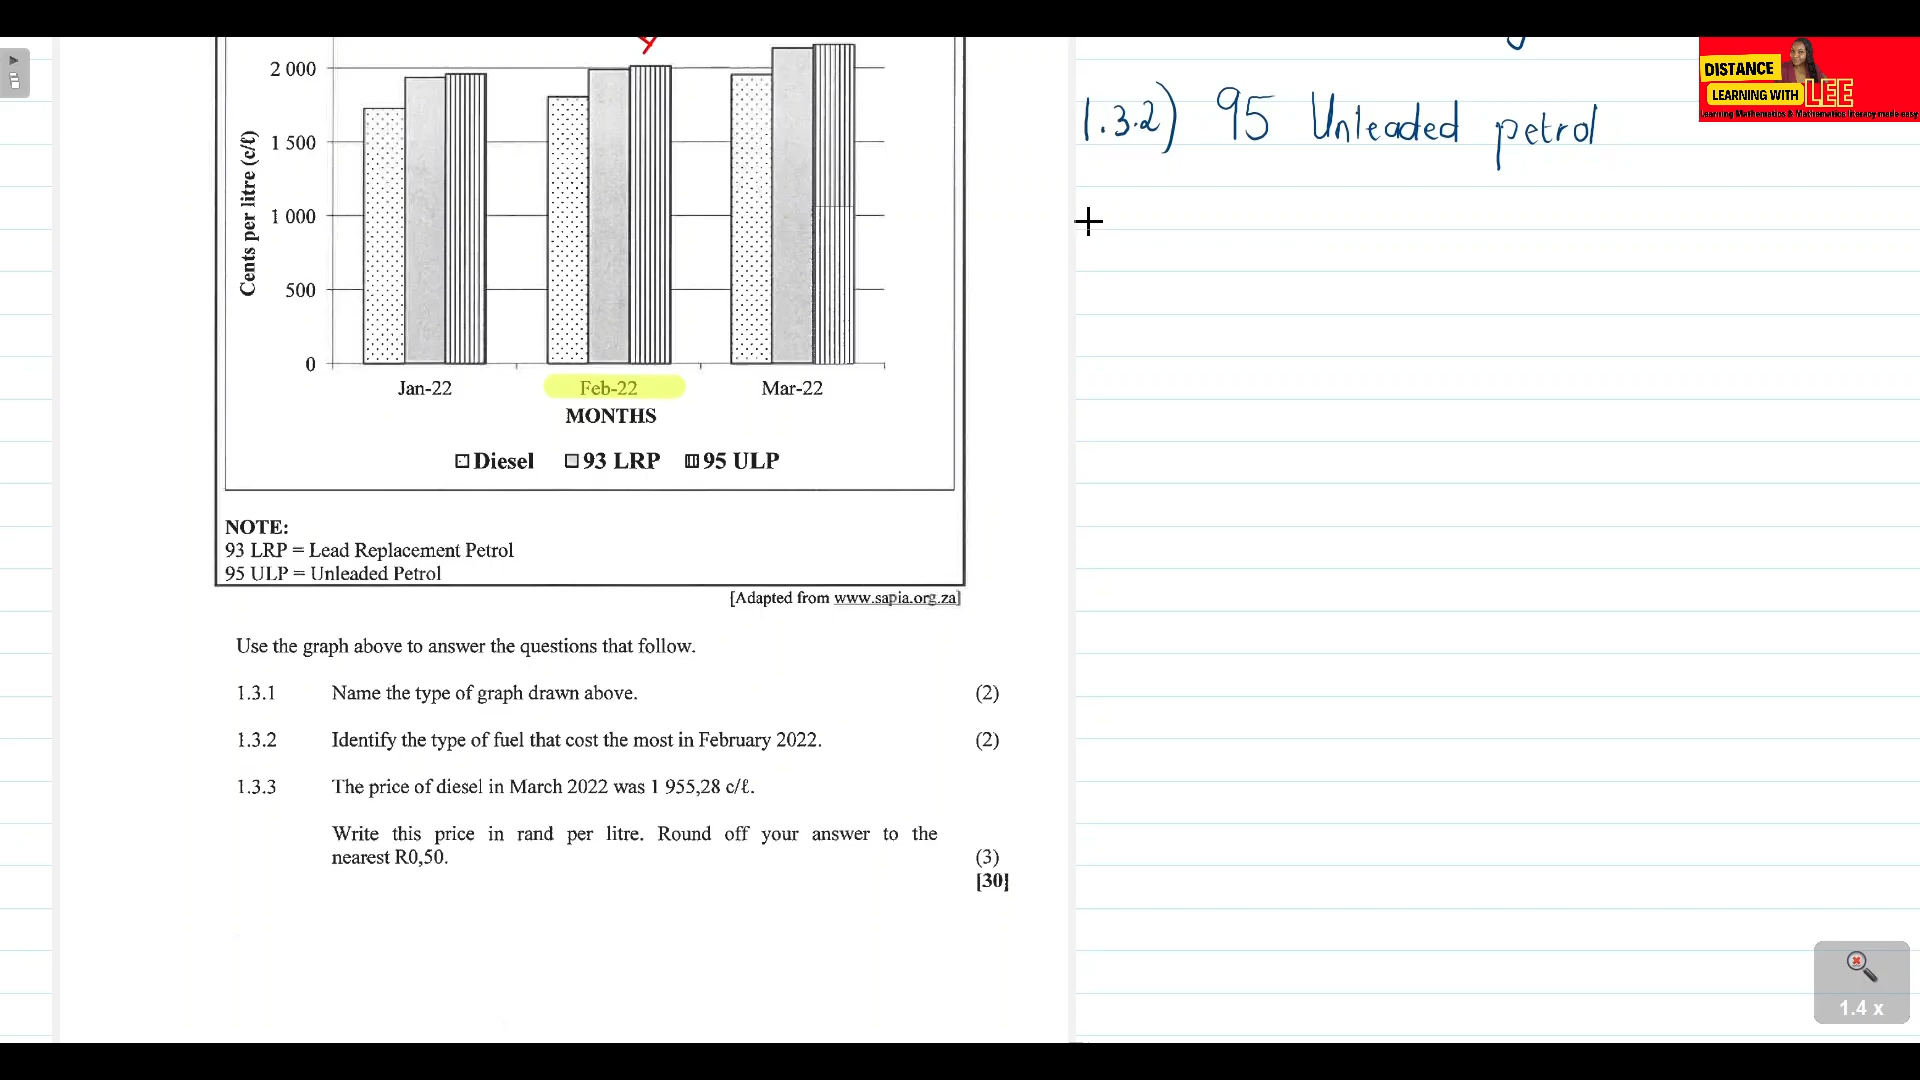 DISTANCE
LEARNING WITH LEE
Learning Mathematics & Mathematics literacy made easy
1.3.2) 95 Unleaded petrol
Cents per litre (c/ℓ)
2 000
1 500
1 000
500
0
Jan-22 Feb-22 Mar-22
MONTHS
Diesel 93 LRP 95 ULP
NOTE:
93 LRP = Lead Replacement Petrol
95 ULP = Unleaded Petrol
[Adapted from www.sapia.org.za]
Use the graph above to answer the questions that follow.
1.3.1 Name the type of graph drawn above. (2)
1.3.2 Identify the type of fuel that cost the most in February 2022. (2)
1.3.3 The price of diesel in March 2022 was 1 955,28 c/ℓ.
Write this price in rand per litre. Round off your answer to the
nearest R0,50. (3)
[30]
1.4 x